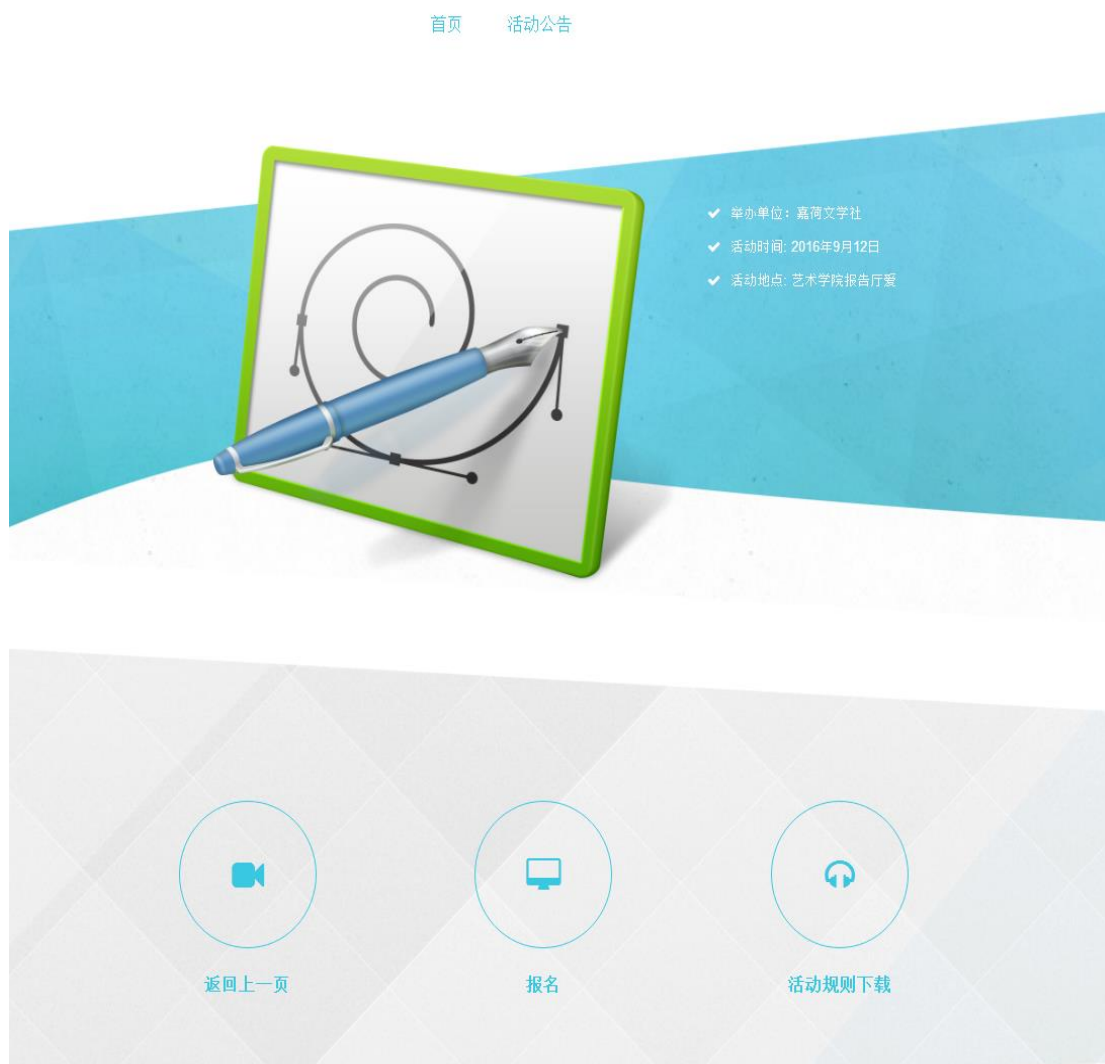 首页 活动公告
举办单位：嘉荷文学社
活动时间: 2016年9月12日
活动地点: 艺术学院报告厅爱
返回上一页 报名 活动规则下载